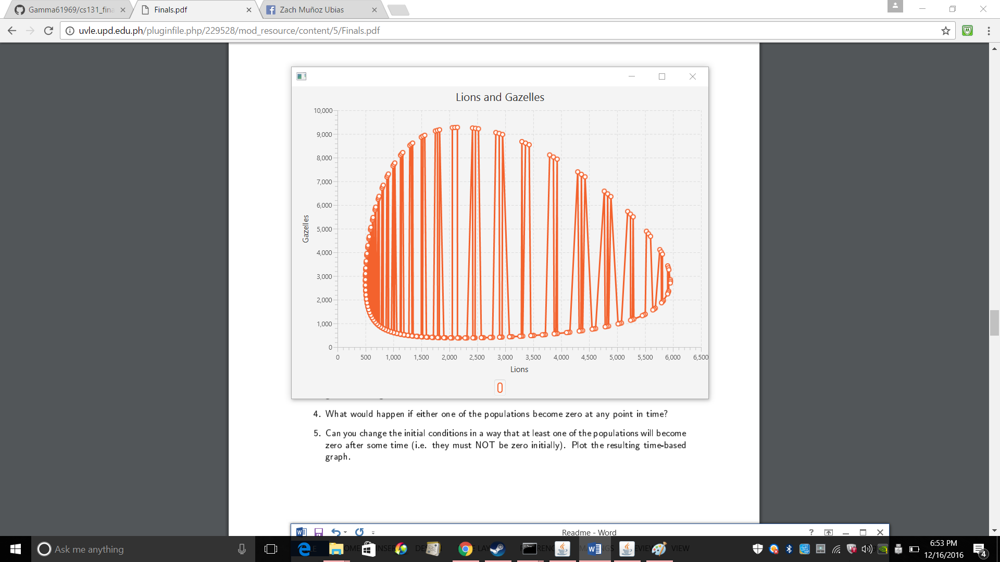 Gamma61969/cs131_fina
Finals.pdf
Zach Muñoz Ubias
uvle.upd.edu.ph/pluginfile.php/229528/mod_resource/content/5/Finals.pdf
Lions and Gazelles
10,000
9,000
8,000
7,000
6,000
5,000
4,000
3,000
2,000
1,000
0
Gazelles
0 500 1,000 1,500 2,000 2,500 3,000 3,500 4,000 4,500 5,000 5,500 6,000 6,500
Lions
4. What would happen if either one of the populations become zero at any point in time?
5. Can you change the initial conditions in a way that at least one of the populations will become
zero after some time (i.e. they must NOT be zero initially). Plot the resulting time-based
graph.
Readme - Word
Ask me anything
VIEW
6:53 PM
12/16/2016
4